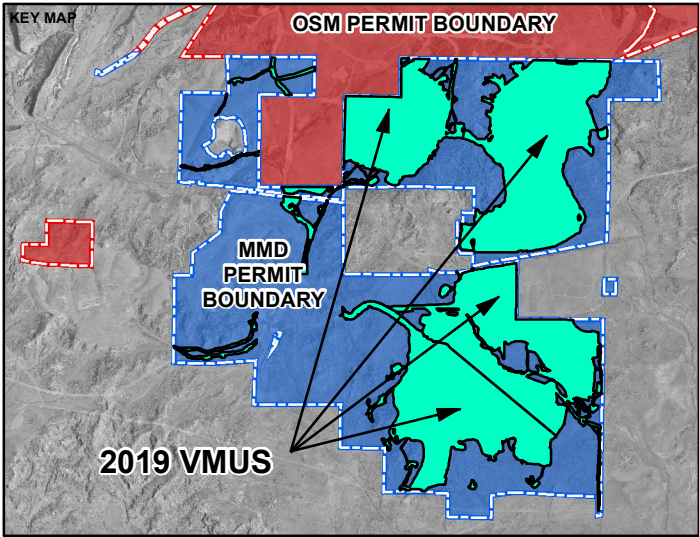 KEY MAP
OSM PERMIT BOUNDARY
MMD
PERMIT
BOUNDARY
2019 VMUS